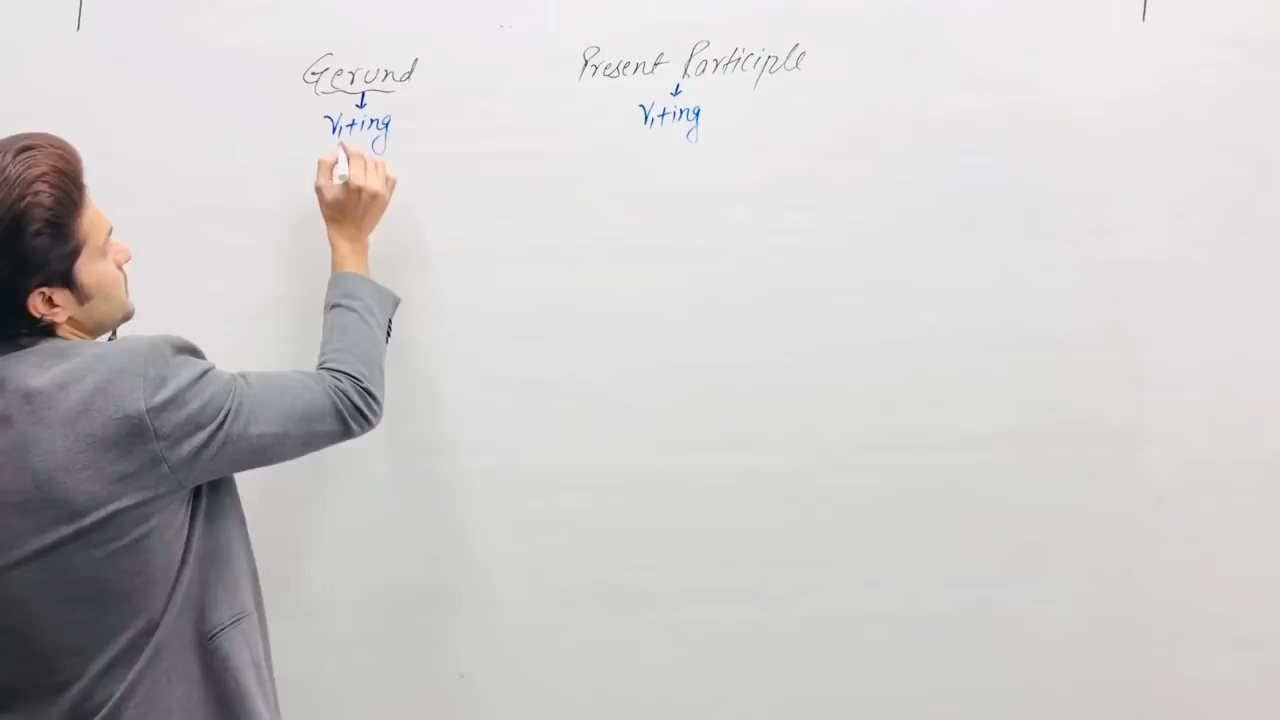 Gerund Present Participle
↓ ↓
V₁+ing V₁+ing